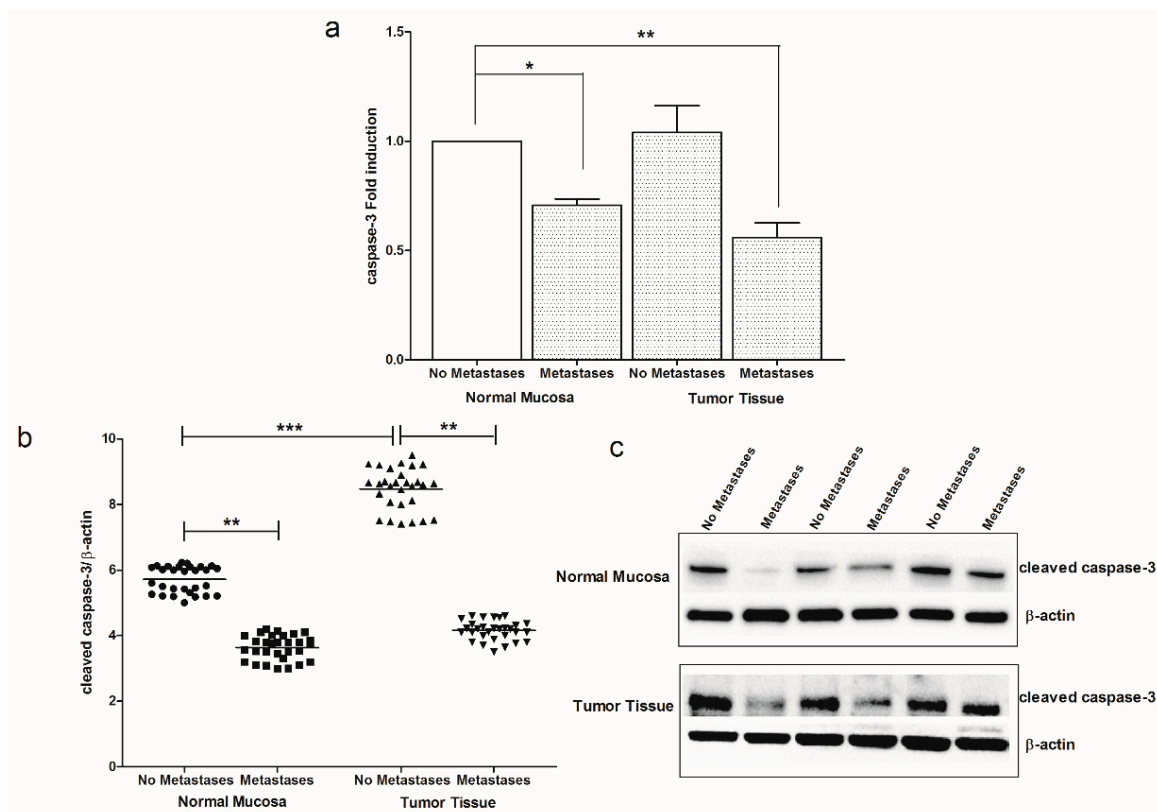 a
caspase-3 Fold induction
1.5
1.0
0.5
0.0
*
**
No Metastases Metastases No Metastases Metastases
Normal Mucosa Tumor Tissue
b
cleaved caspase-3/β-actin
10
8
6
4
2
0
***
**
**
No Metastases Metastases No Metastases Metastases
Normal Mucosa Tumor Tissue
c
No Metastases Metastases No Metastases Metastases No Metastases Metastases
Normal Mucosa
cleaved caspase-3
β-actin
Tumor Tissue
cleaved caspase-3
β-actin